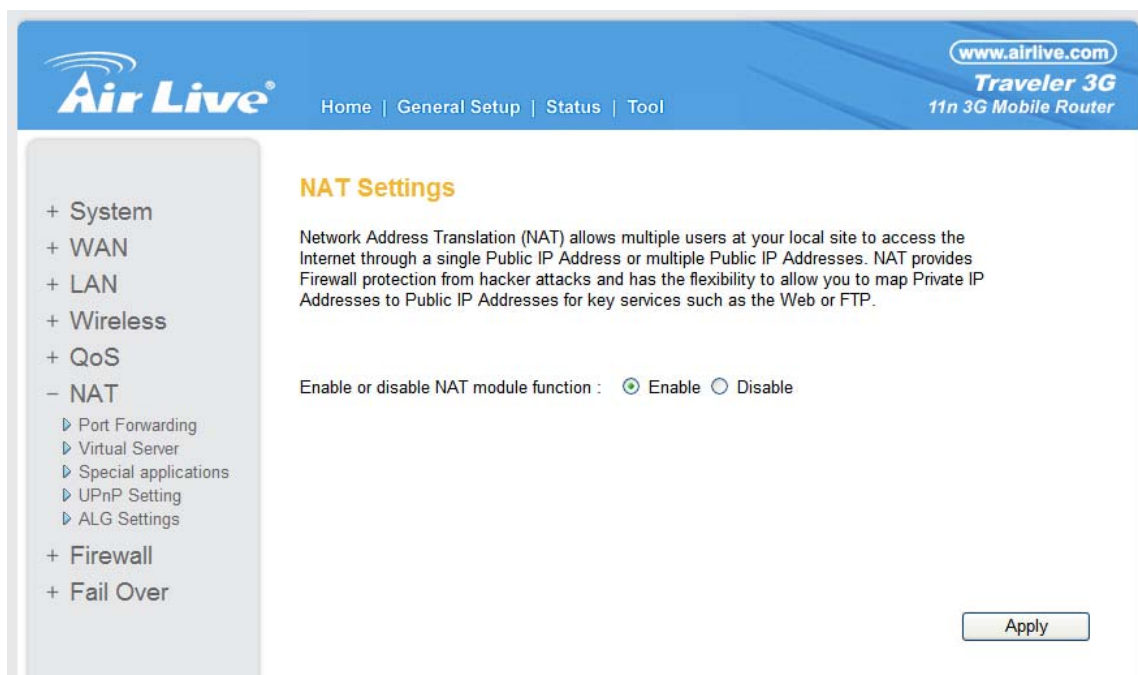 www.airlive.com
Air Live®
Traveler 3G
Home | General Setup | Status | Tool
11n 3G Mobile Router
+ System
+ WAN
+ LAN
+ Wireless
+ QoS
− NAT
Port Forwarding
Virtual Server
Special applications
UPnP Setting
ALG Settings
+ Firewall
+ Fail Over
NAT Settings
Network Address Translation (NAT) allows multiple users at your local site to access the
Internet through a single Public IP Address or multiple Public IP Addresses. NAT provides
Firewall protection from hacker attacks and has the flexibility to allow you to map Private IP
Addresses to Public IP Addresses for key services such as the Web or FTP.
Enable or disable NAT module function : Enable Disable
Apply